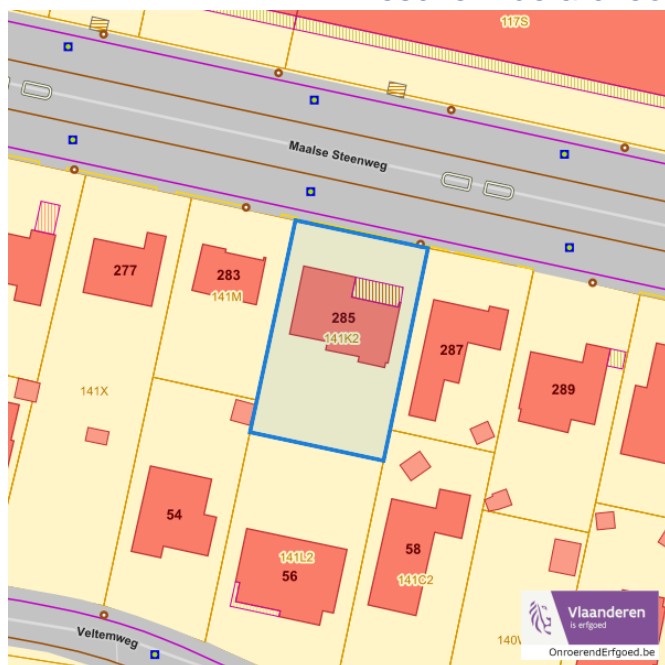 117S
Maalse Steenweg
277
283
141M
285
141K2
287
289
141X
54
141L2
56
58
141C2
Vlaanderen
is erfgoed
Veltemweg
OnroerendErfgoed.be